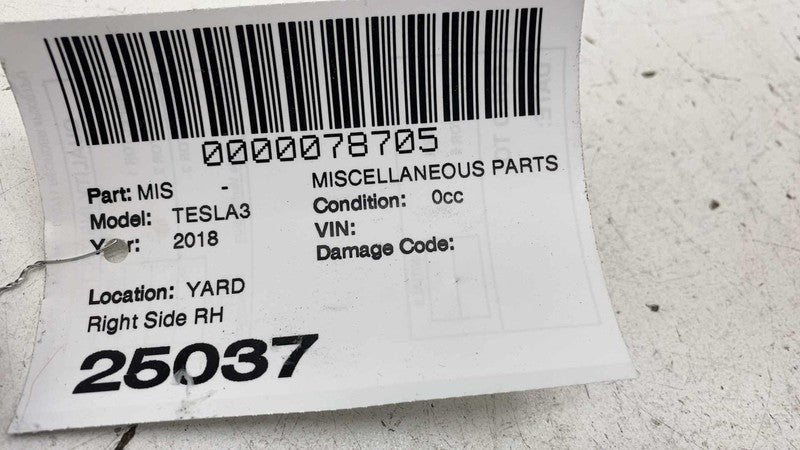 0000078705
Part: MIS - MISCELLANEOUS PARTS
Model: TESLA3 Condition: 0cc
Year: 2018 VIN:
Damage Code:
Location: YARD
Right Side RH
25037